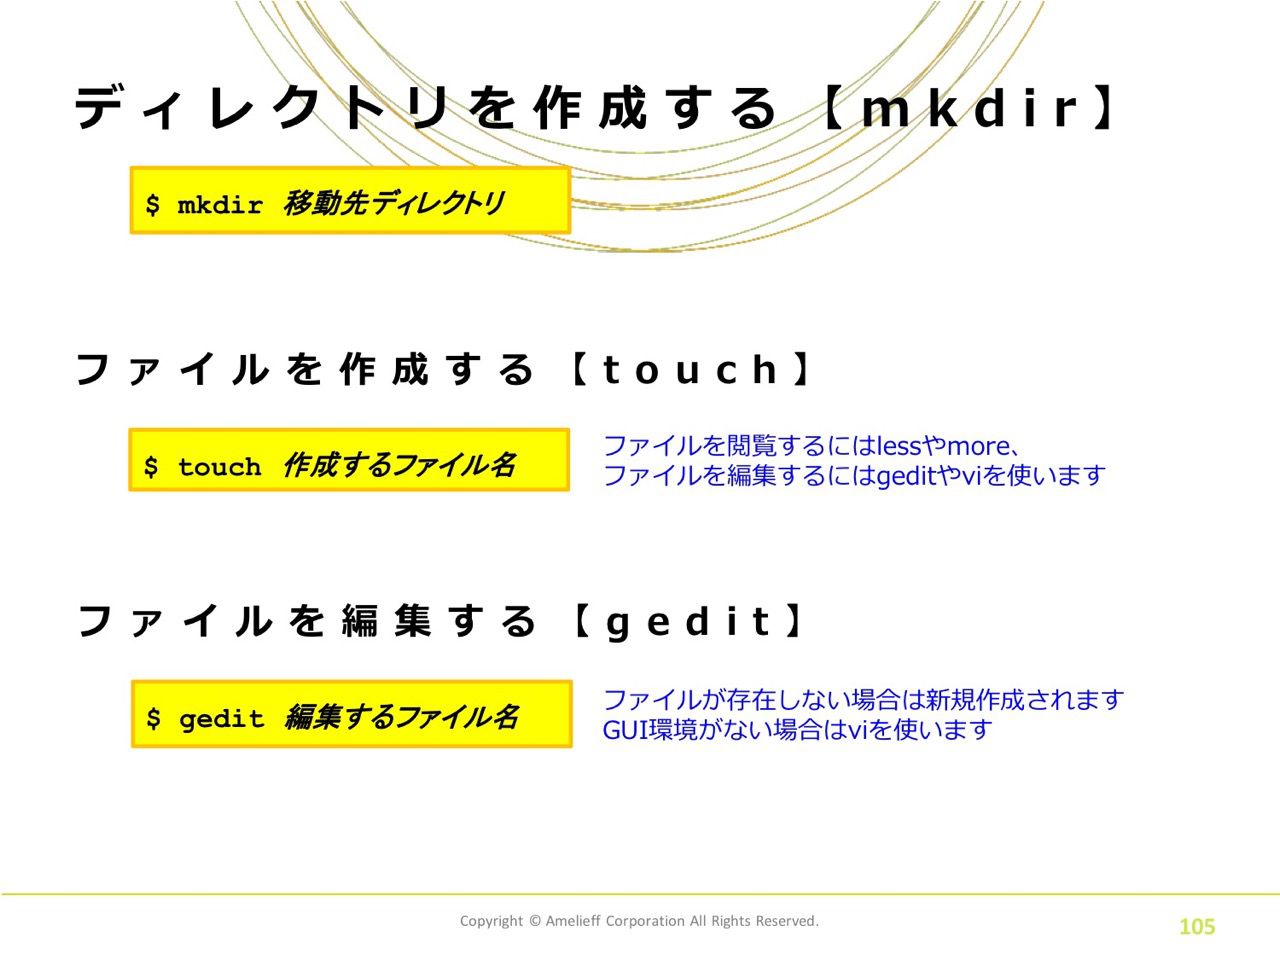 ディレクトリを作成する【mkdir】
$ mkdir 移動先ディレクトリ
ファイルを作成する【touch】
$ touch 作成するファイル名
ファイルを閲覧するにはlessやmore、
ファイルを編集するにはgeditやviを使います
ファイルを編集する【gedit】
$ gedit 編集するファイル名
ファイルが存在しない場合は新規作成されます
GUI環境がない場合はviを使います
Copyright © Amelieff Corporation All Rights Reserved.
105